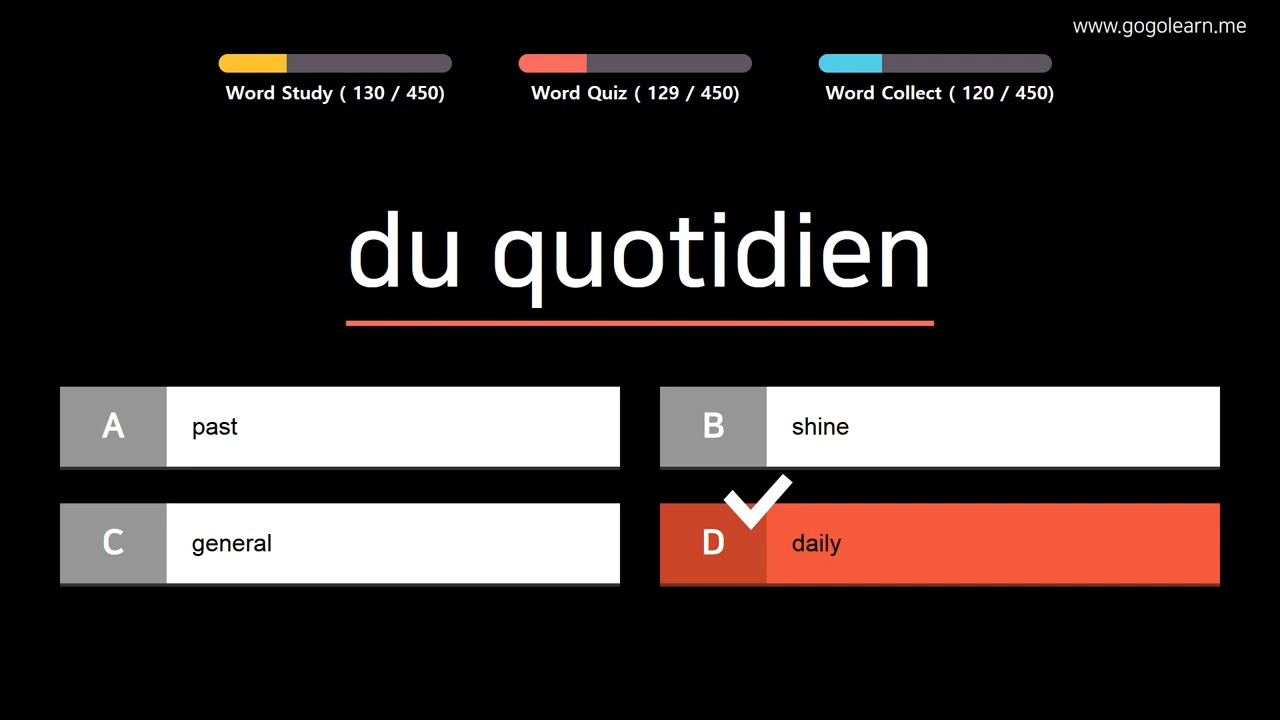 www.gogolearn.me
Word Study ( 130 / 450)
Word Quiz ( 129 / 450)
Word Collect ( 120 / 450)
du quotidien
A past
B shine
C general
D daily